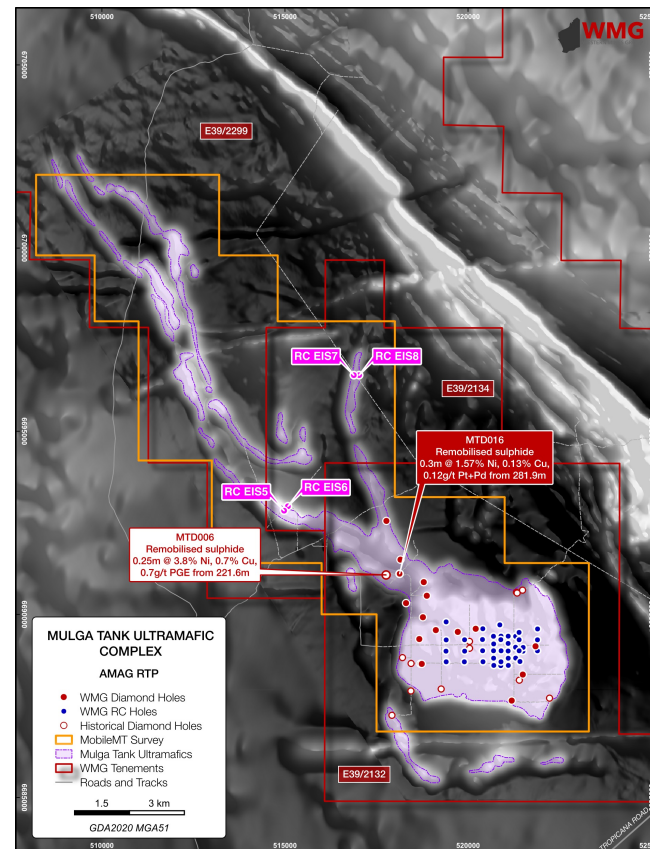 510000
515000
520000
525
WMG
6705000
E39/2299
6700000
RC EIS7
RC EIS8
E39/2134
6695000
MTD016
Remobilised sulphide
0.3m @ 1.57% Ni, 0.13% Cu,
0.12g/t Pt+Pd from 281.9m
RC EIS5
RC EIS6
MTD006
Remobilised sulphide
0.25m @ 3.8% Ni, 0.7% Cu,
0.7g/t PGE from 221.6m
6690000
MULGA TANK ULTRAMAFIC
COMPLEX
AMAG RTP
WMG Diamond Holes
WMG RC Holes
Historical Diamond Holes
MobileMT Survey
Mulga Tank Ultramafics
WMG Tenements
Roads and Tracks
1.5
3 km
GDA2020 MGA51
E39/2132
6685000
TROPICANA ROAD
510000
515000
520000
525